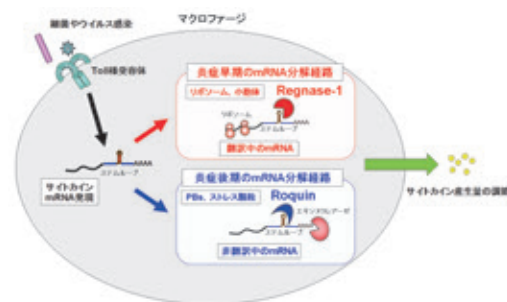 細菌やウイルス感染
マクロファージ
Toll様受容体
炎症早期のmRNA分解経路
リボソーム、小胞体
Regnase-1
リボソーム
ステムループ
AAAA
翻訳中のmRNA
ステムループ
AAAA
サイトカイン
mRNA発現
サイトカイン産生量の調節
炎症後期のmRNA分解経路
PBs、ストレス顆粒
Roquin
エキソヌクレアーゼ
ステムループ
非翻訳中のmRNA